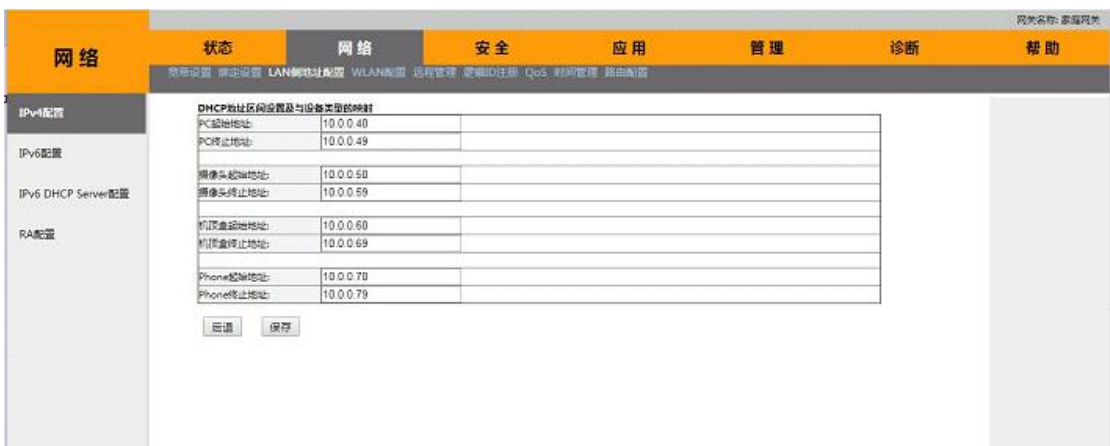 网关名称: 家庭网关
网络
状态 网络 安全 应用 管理 诊断 帮助
宽带设置 绑定设置 LAN侧地址配置 WLAN配置 远程管理 逻辑ID注册 QoS 时间管理 路由配置
IPv4配置
IPv6配置
IPv6 DHCP Server配置
RA配置
DHCP地址区间设置及与设备类型的映射
PC起始地址: 10.0.0.40
PC终止地址: 10.0.0.49
摄像头起始地址: 10.0.0.50
摄像头终止地址: 10.0.0.59
机顶盒起始地址: 10.0.0.60
机顶盒终止地址: 10.0.0.69
Phone起始地址: 10.0.0.70
Phone终止地址: 10.0.0.79
后退 保存